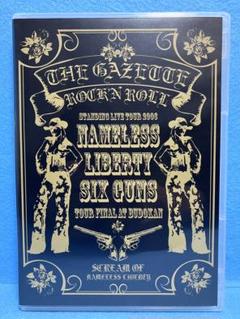 THE GAZETTE
ROCK N ROLL
STANDING LIVE TOUR 2006
NAMELESS
LIBERTY
SIX GUNS
TOUR FINAL AT BUDOKAN
SCREAM OF
NAMELESS LIBERTY